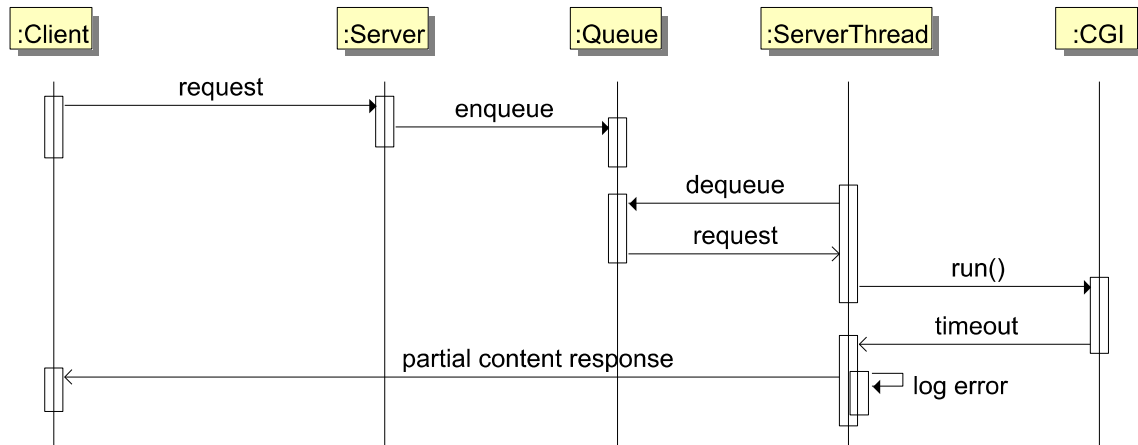 :Client
:Server
:Queue
:ServerThread
:CGI
request
enqueue
dequeue
request
run()
timeout
partial content response
log error